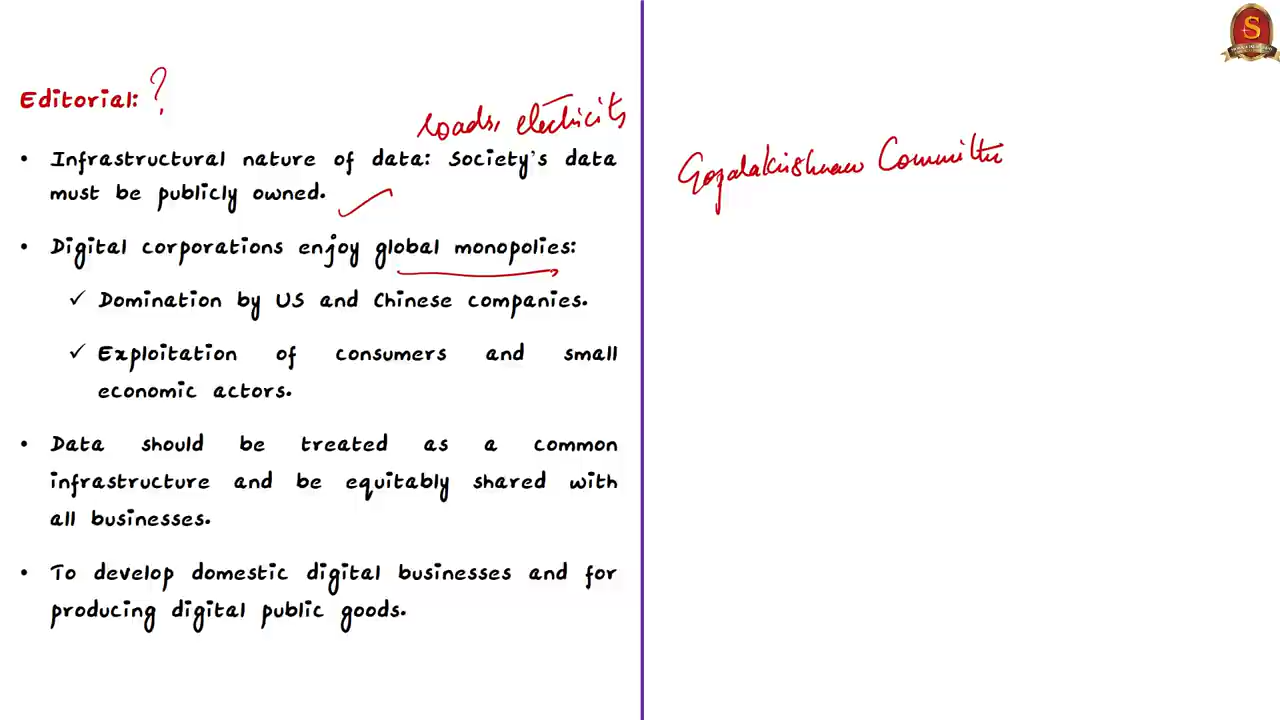 Editorial: ?
roads, electricity
• Infrastructural nature of data: Society's data
must be publicly owned.
• Digital corporations enjoy global monopolies:
✓ Domination by US and Chinese companies.
✓ Exploitation of consumers and small
economic actors.
• Data should be treated as a common
infrastructure and be equitably shared with
all businesses.
• To develop domestic digital businesses and for
producing digital public goods.
Gopalakrishnan Committee
S